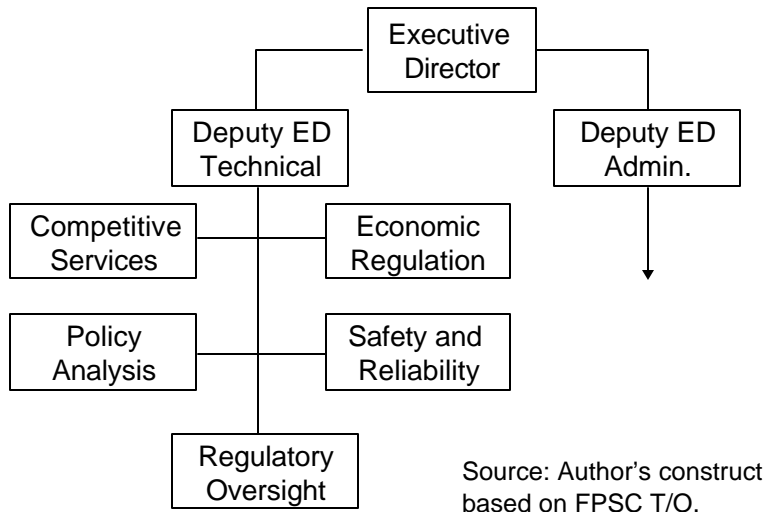 Executive
Director
Deputy ED
Technical
Deputy ED
Admin.
Competitive
Services
Economic
Regulation
Policy
Analysis
Safety and
Reliability
Regulatory
Oversight
Source: Author's construct
based on FPSC T/O.